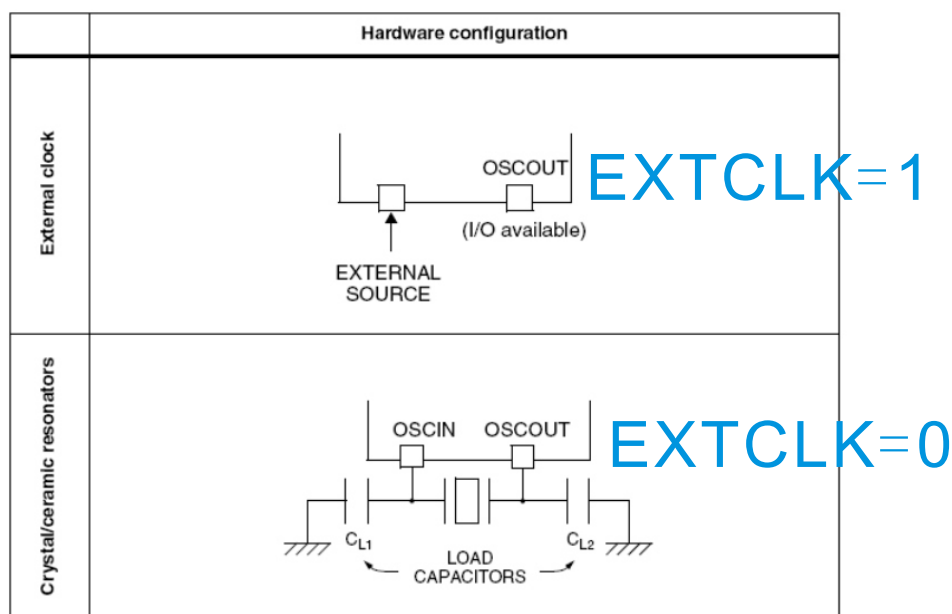 Hardware configuration
External clock
OSCOUT
EXTCLK=1
(I/O available)
EXTERNAL
SOURCE
Crystal/ceramic resonators
OSCIN OSCOUT
EXTCLK=0
CL1
CL2
LOAD
CAPACITORS